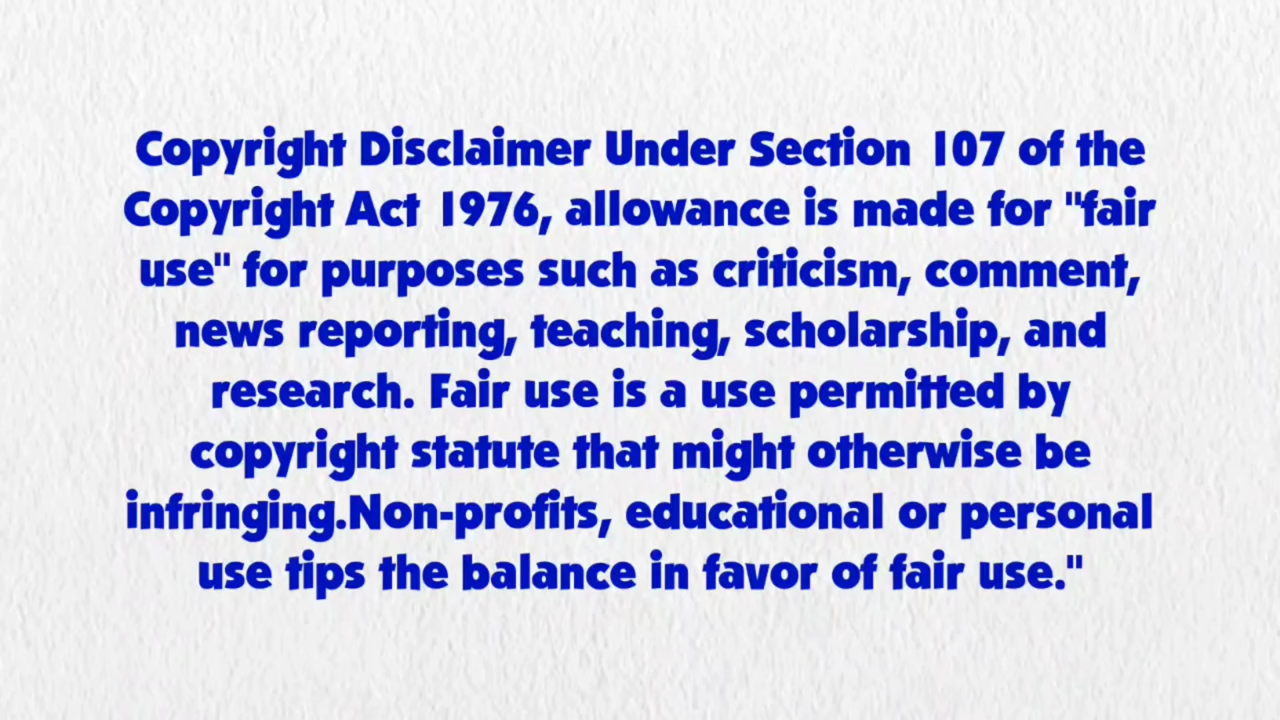 Copyright Disclaimer Under Section 107 of the
Copyright Act 1976, allowance is made for "fair
use" for purposes such as criticism, comment,
news reporting, teaching, scholarship, and
research. Fair use is a use permitted by
copyright statute that might otherwise be
infringing.Non-profits, educational or personal
use tips the balance in favor of fair use."